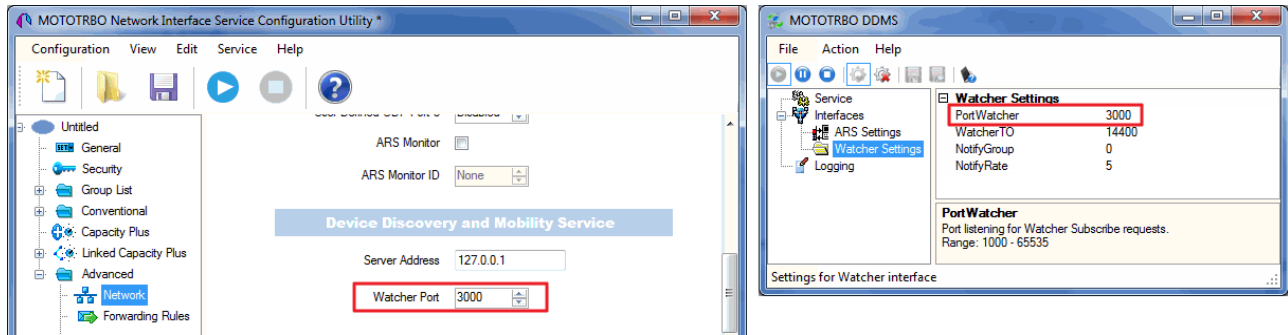 MOTOTRBO Network Interface Service Configuration Utility *
Configuration View Edit Service Help
Untitled
General
Security
Group List
Conventional
Capacity Plus
Linked Capacity Plus
Advanced
Network
Forwarding Rules
ARS Monitor
ARS Monitor ID None
Device Discovery and Mobility Service
Server Address 127.0.0.1
Watcher Port 3000
MOTOTRBO DDMS
File Action Help
Service
Interfaces
ARS Settings
Watcher Settings
Logging
Watcher Settings
PortWatcher 3000
WatcherTO 14400
NotifyGroup 0
NotifyRate 5
PortWatcher
Port listening for Watcher Subscribe requests.
Range: 1000 - 65535
Settings for Watcher interface